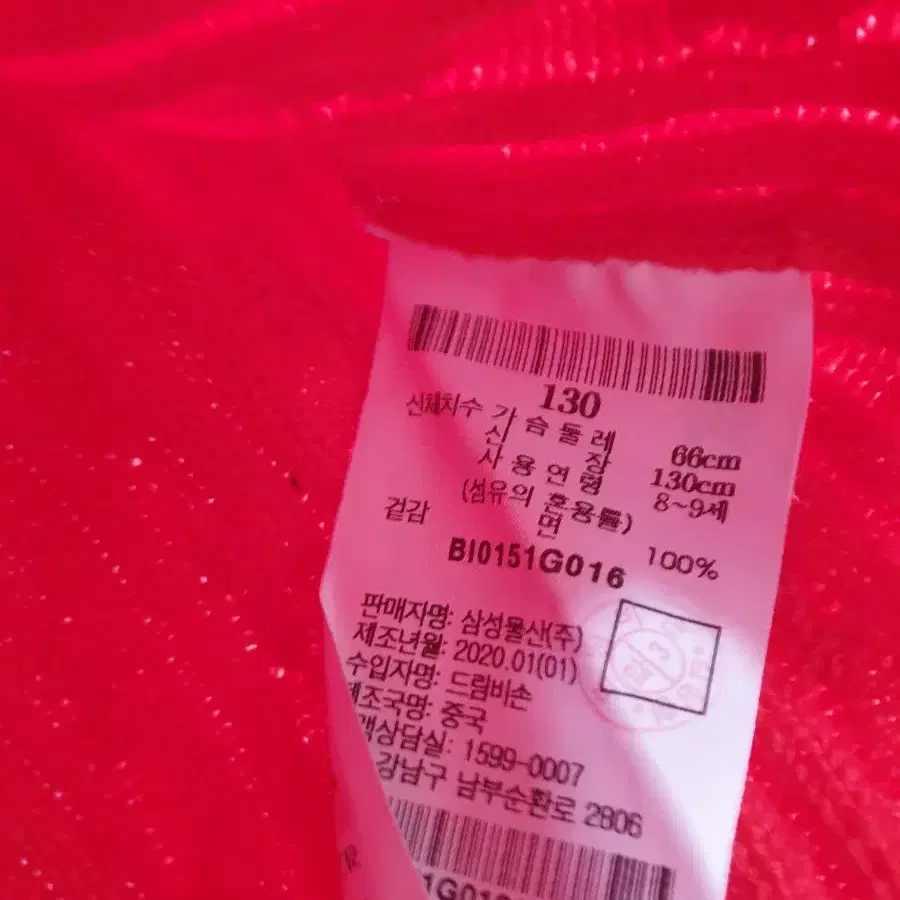 130
신체치수 가슴둘레 66cm
신장 130cm
사용연령 8~9세
(섬유의 혼용률)
겉감 면 100%
BI0151G016
판매자명: 삼성물산(주)
제조년월: 2020.01(01)
수입자명: 드림비손
제조국명: 중국
객상담실: 1599-0007
강남구 남부순환로 2806